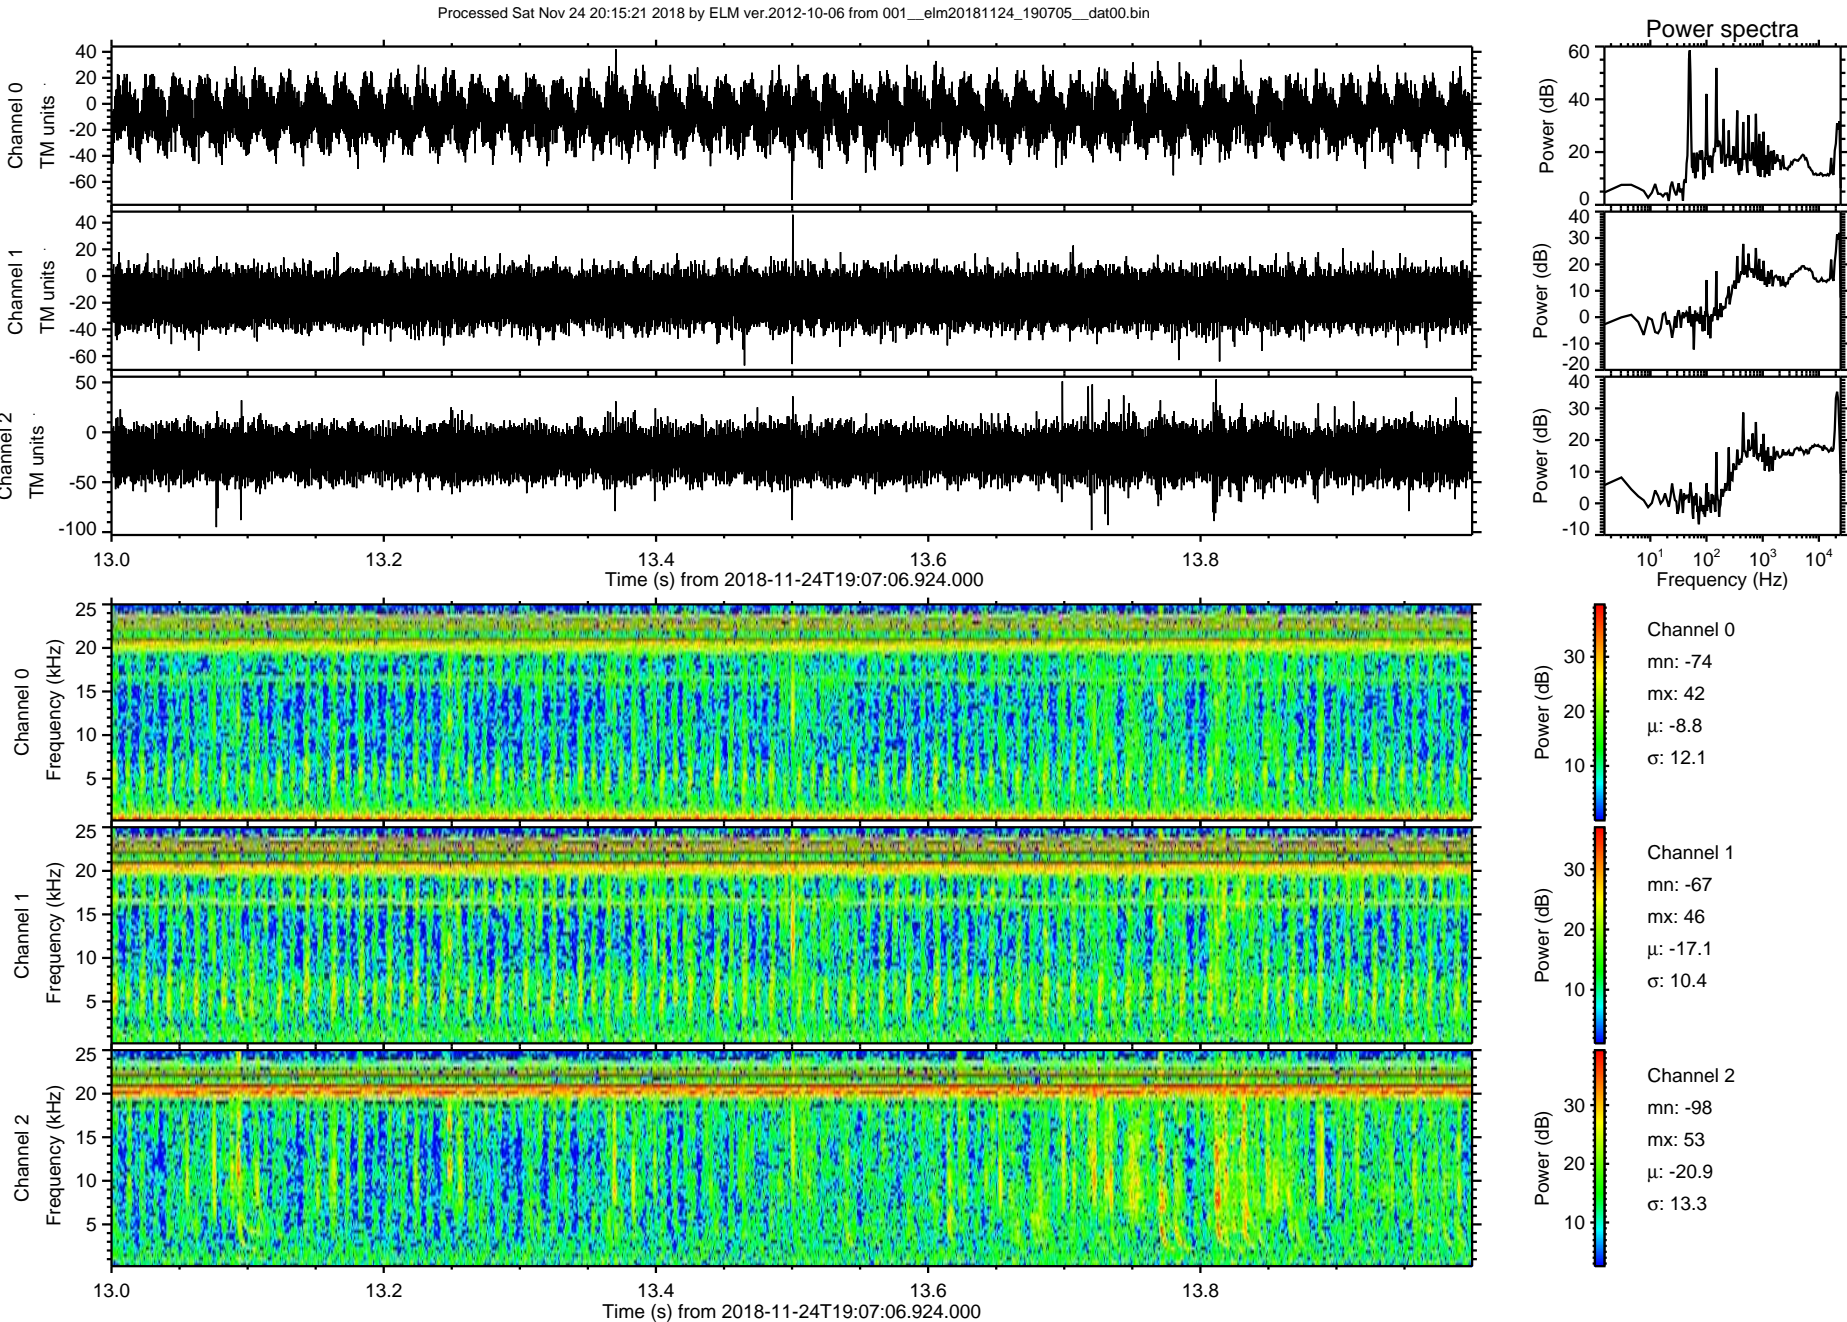 Processed Sat Nov 24 20:15:21 2018 by ELM ver.2012-10-06 from 001__elm20181124_190705__dat00.bin
Power spectra
Channel 0
TM units
40
20
0
-20
-40
-60
Power (dB)
60
40
20
0
Channel 1
TM units
40
20
0
-20
-40
-60
Power (dB)
40
30
20
10
0
-10
-20
Channel 2
TM units
50
0
-50
-100
Power (dB)
40
30
20
10
0
-10
13.0 13.2 13.4 13.6 13.8
Time (s) from 2018-11-24T19:07:06.924.000
10^1 10^2 10^3 10^4
Frequency (Hz)
Channel 0
Frequency (kHz)
25
20
15
10
5
Power (dB)
30
20
10
Channel 0
mn: -74
mx: 42
μ: -8.8
σ: 12.1
Channel 1
Frequency (kHz)
25
20
15
10
5
Power (dB)
30
20
10
Channel 1
mn: -67
mx: 46
μ: -17.1
σ: 10.4
Channel 2
Frequency (kHz)
25
20
15
10
5
Power (dB)
30
20
10
Channel 2
mn: -98
mx: 53
μ: -20.9
σ: 13.3
13.0 13.2 13.4 13.6 13.8
Time (s) from 2018-11-24T19:07:06.924.000